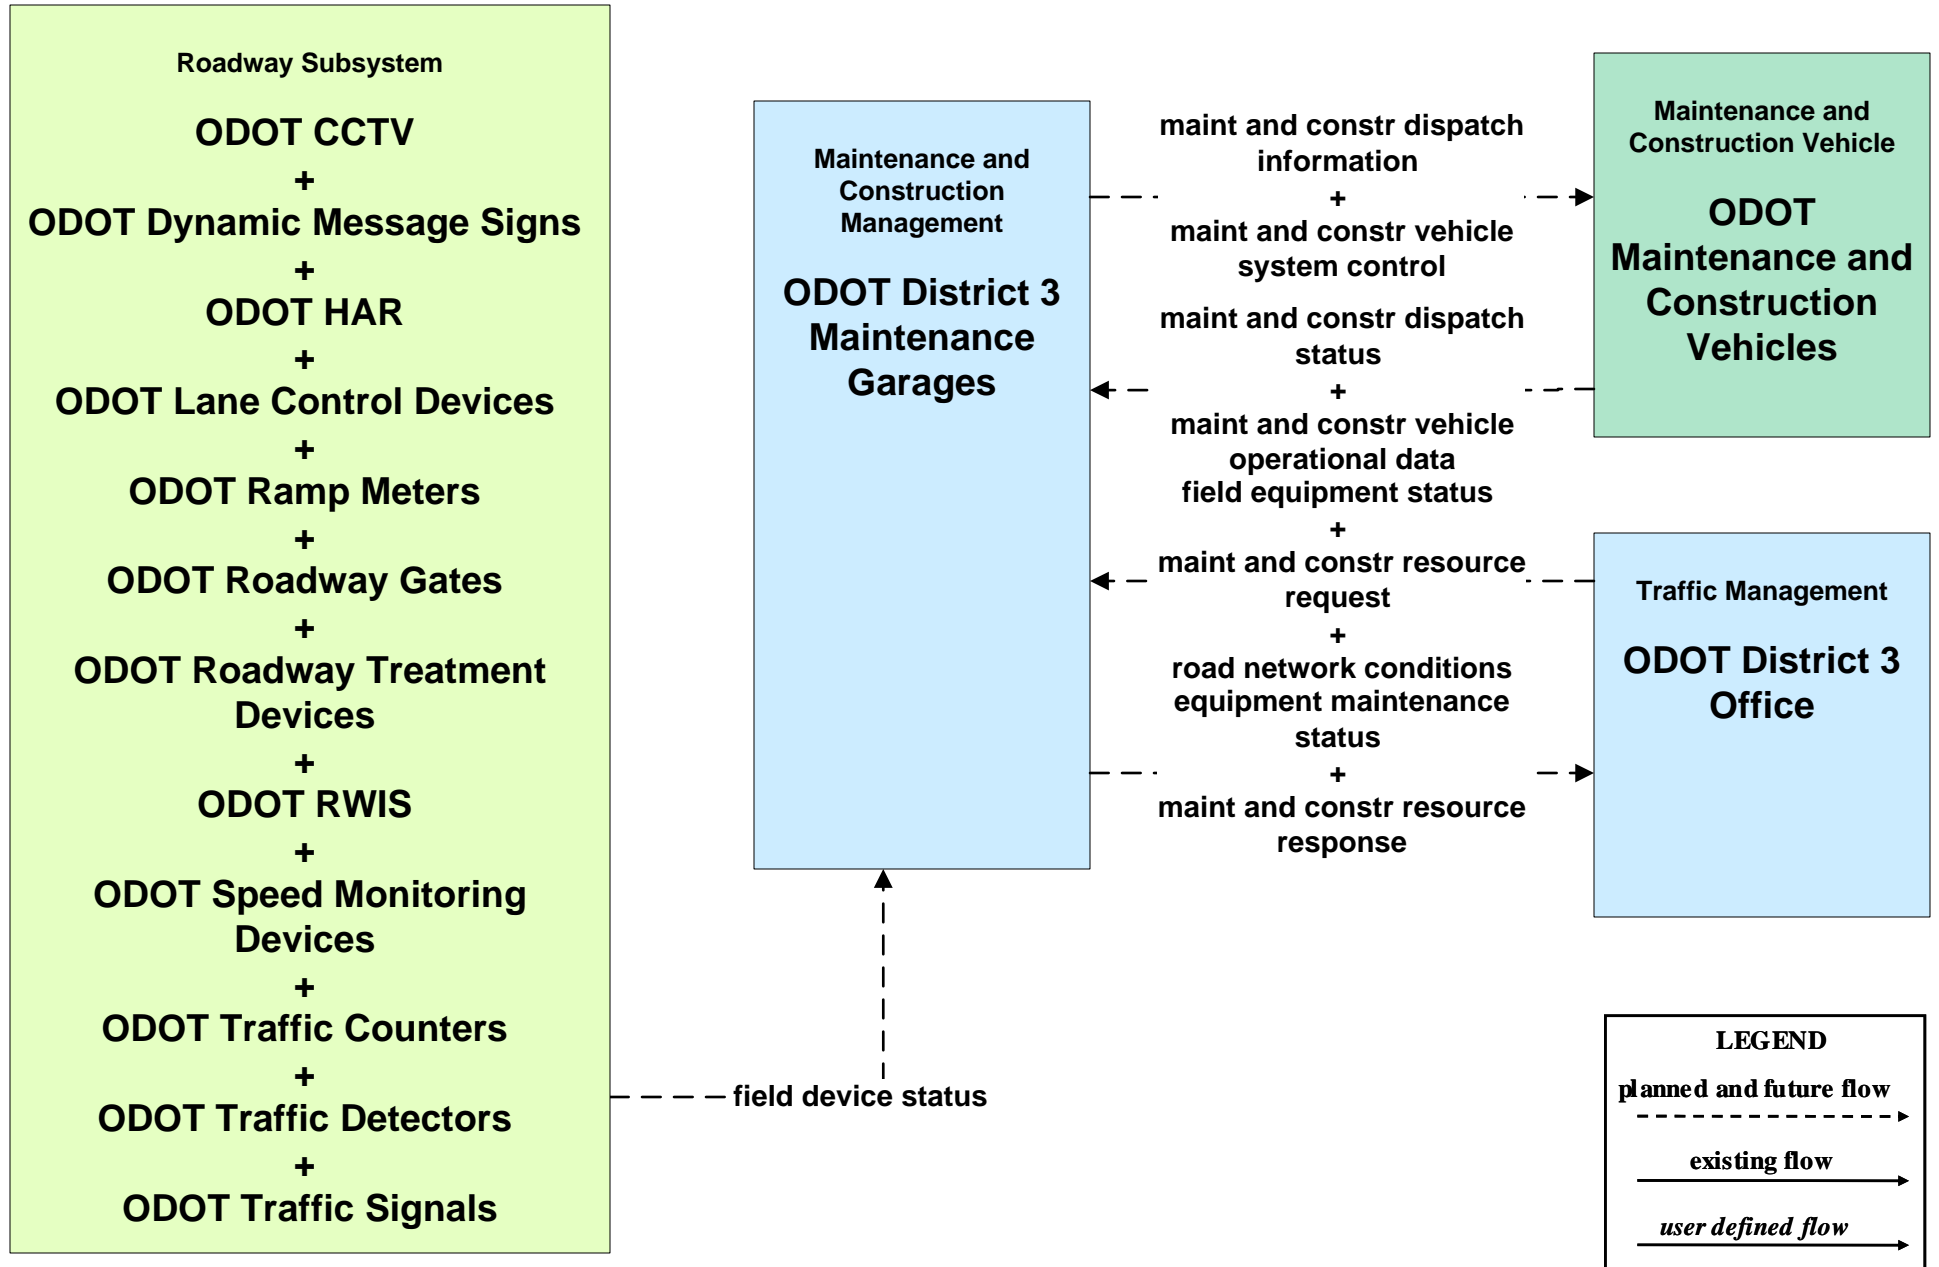 Roadway Subsystem
ODOT CCTV
+
ODOT Dynamic Message Signs
+
ODOT HAR
+
ODOT Lane Control Devices
+
ODOT Ramp Meters
+
ODOT Roadway Gates
+
ODOT Roadway Treatment
Devices
+
ODOT RWIS
+
ODOT Speed Monitoring
Devices
+
ODOT Traffic Counters
+
ODOT Traffic Detectors
+
ODOT Traffic Signals
field device status
Maintenance and
Construction
Management
ODOT District 3
Maintenance
Garages
maint and constr dispatch
information
+
maint and constr vehicle
system control
maint and constr dispatch
status
+
maint and constr vehicle
operational data
field equipment status
+
maint and constr resource
request
+
road network conditions
equipment maintenance
status
+
maint and constr resource
response
Maintenance and
Construction Vehicle
ODOT
Maintenance and
Construction
Vehicles
Traffic Management
ODOT District 3
Office
LEGEND
planned and future flow
existing flow
user defined flow